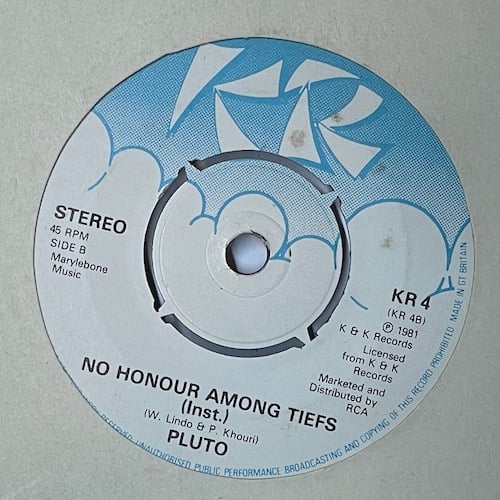 KR
STEREO
45 RPM
SIDE B
Marylebone
Music
KR 4
(KR 4B)
Ⓟ 1981
K & K Records
Licensed
from K & K
Records
Marketed and
Distributed by
RCA
NO HONOUR AMONG TIEFS
(Inst.)
(W. Lindo & P. Khouri)
PLUTO
UNAUTHORISED PUBLIC PERFORMANCE BROADCASTING AND COPYING OF THIS RECORD PROHIBITED MADE IN GT BRITAIN